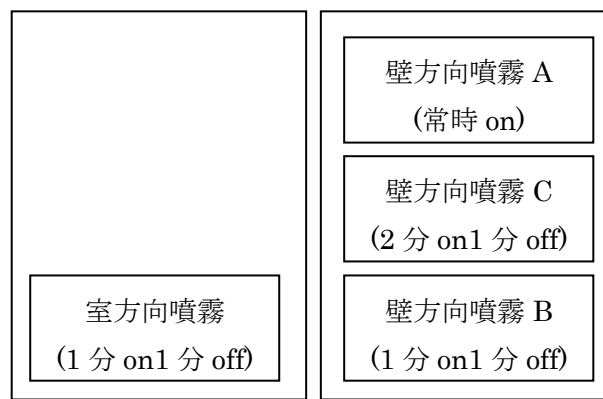 室方向噴霧
(1 分 on1 分 off)
壁方向噴霧 A
(常時 on)
壁方向噴霧 C
(2 分 on1 分 off)
壁方向噴霧 B
(1 分 on1 分 off)